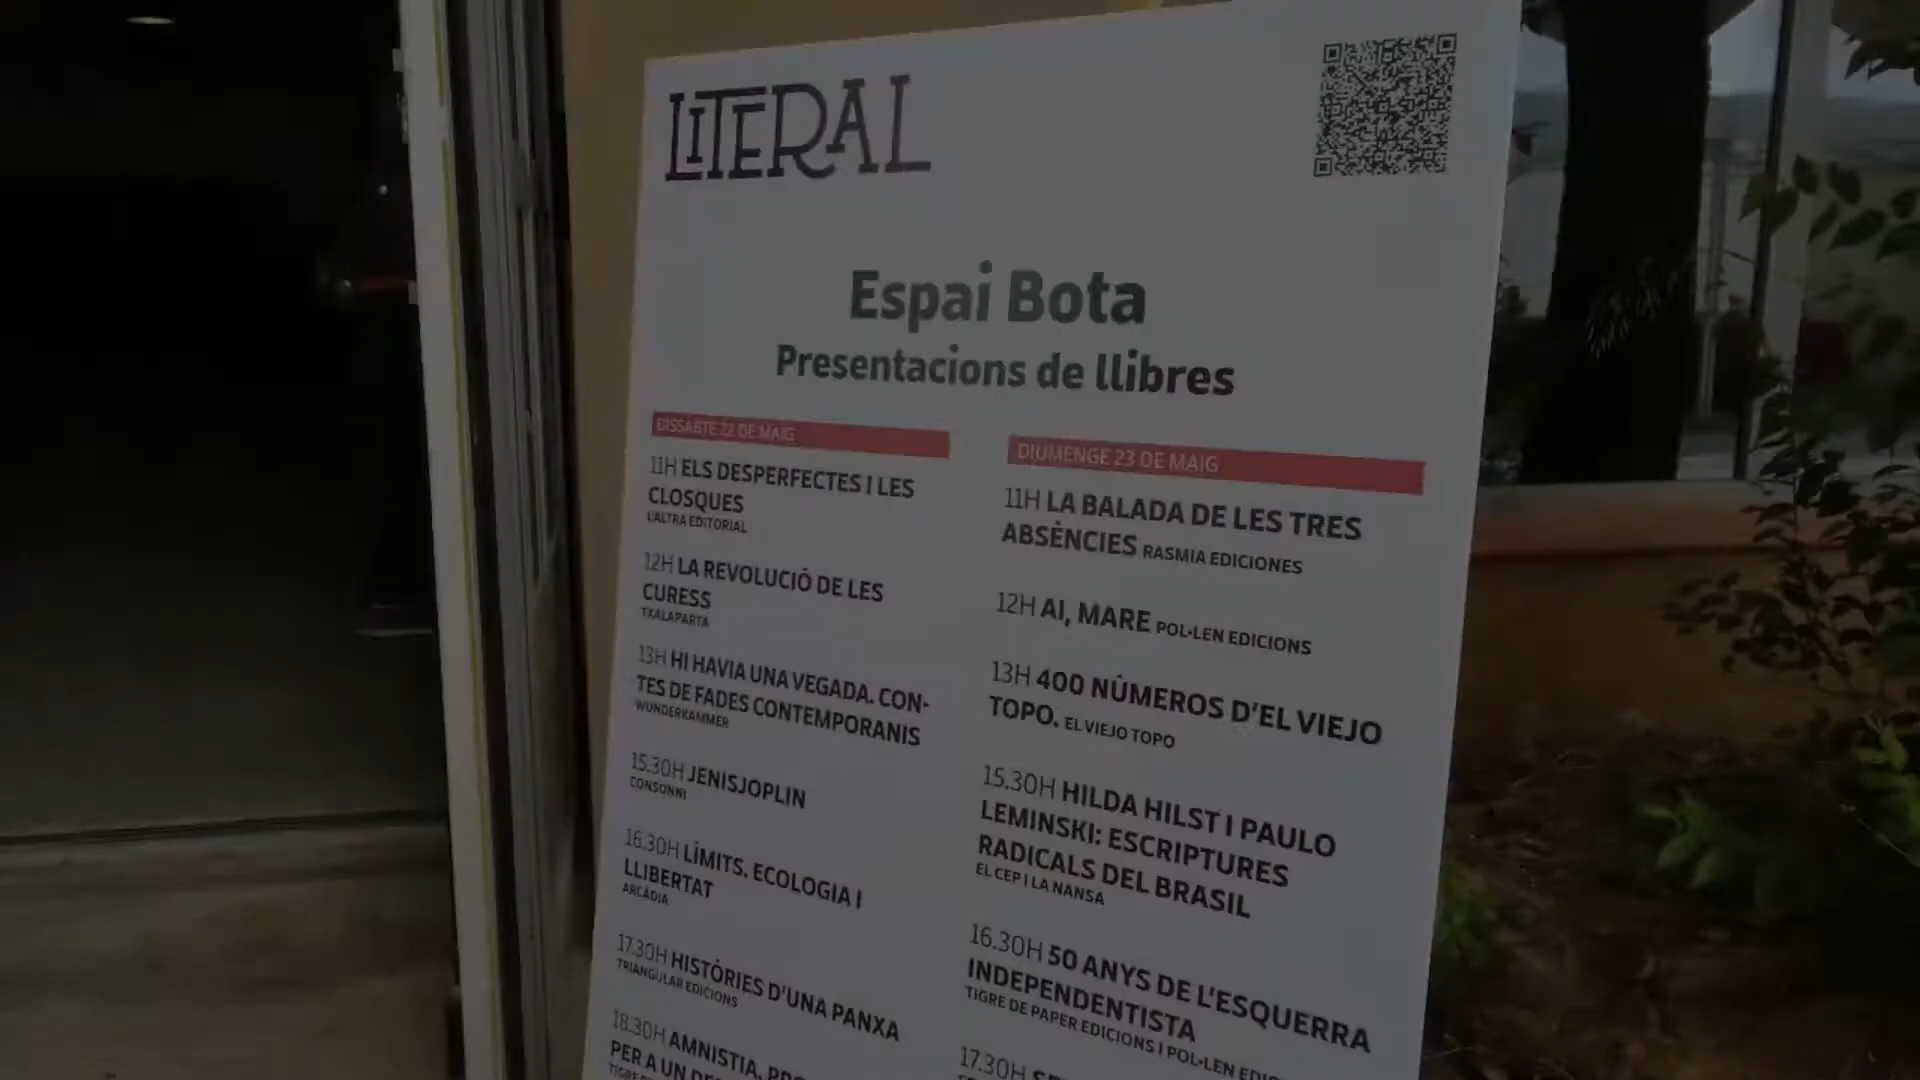 LITERAL
Espai Bota
Presentacions de llibres
DISSABTE 22 DE MAIG
11H ELS DESPERFECTES I LES
CLOSQUES
L'ALTRA EDITORIAL
12H LA REVOLUCIÓ DE LES
CURESS
TXALAPARTA
13H HI HAVIA UNA VEGADA. CON-
TES DE FADES CONTEMPORANIS
WUNDERKAMMER
15.30H JENISJOPLIN
CONSONNI
16.30H LÍMITS. ECOLOGIA I
LLIBERTAT
ARCÀDIA
17.30H HISTÒRIES D'UNA PANXA
TRIANGULAR EDICIONS
18.30H AMNISTIA,
PER A UN
DIUMENGE 23 DE MAIG
11H LA BALADA DE LES TRES
ABSÈNCIES RASMIA EDICIONES
12H AI, MARE POL·LEN EDICIONS
13H 400 NÚMEROS D'EL VIEJO
TOPO. EL VIEJO TOPO
15.30H HILDA HILST I PAULO
LEMINSKI: ESCRIPTURES
RADICALS DEL BRASIL
EL CEP I LA NANSA
16.30H 50 ANYS DE L'ESQUERRA
INDEPENDENTISTA
TIGRE DE PAPER EDICIONS I POL·LEN
17.30H